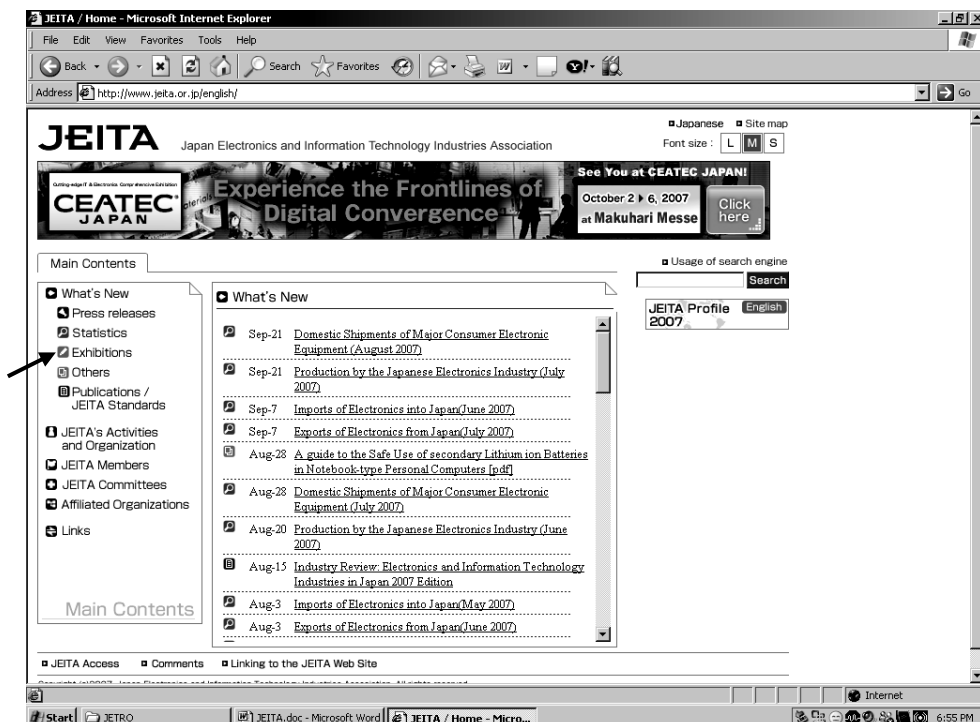 JEITA / Home - Microsoft Internet Explorer
File Edit View Favorites Tools Help
Back Search Favorites
Address http://www.jeita.or.jp/english/ Go
Japanese Site map
JEITA Japan Electronics and Information Technology Industries Association
Font size : L M S
CEATEC
JAPAN
Experience the Frontlines of
Digital Convergence
See You at CEATEC JAPAN!
October 2 6, 2007
at Makuhari Messe
Click
here
Main Contents
Usage of search engine
Search
JEITA Profile
2007
English
What's New
Press releases
Statistics
Exhibitions
Others
Publications /
JEITA Standards
JEITA's Activities
and Organization
JEITA Members
JEITA Committees
Affiliated Organizations
Links
Main Contents
What's New
Sep-21 Domestic Shipments of Major Consumer Electronic
Equipment (August 2007)
Sep-21 Production by the Japanese Electronics Industry (July
2007)
Sep-7 Imports of Electronics into Japan(June 2007)
Sep-7 Exports of Electronics from Japan(July 2007)
Aug-28 A guide to the Safe Use of secondary Lithium ion Batteries
in Notebook-type Personal Computers [pdf]
Aug-28 Domestic Shipments of Major Consumer Electronic
Equipment (July 2007)
Aug-20 Production by the Japanese Electronics Industry (June
2007)
Aug-15 Industry Review: Electronics and Information Technology
Industries in Japan 2007 Edition
Aug-3 Imports of Electronics into Japan(May 2007)
Aug-3 Exports of Electronics from Japan(June 2007)
JEITA Access Comments Linking to the JEITA Web Site
Internet
Start JETRO JEITA.doc - Microsoft Word JEITA / Home - Micro... 6:55 PM